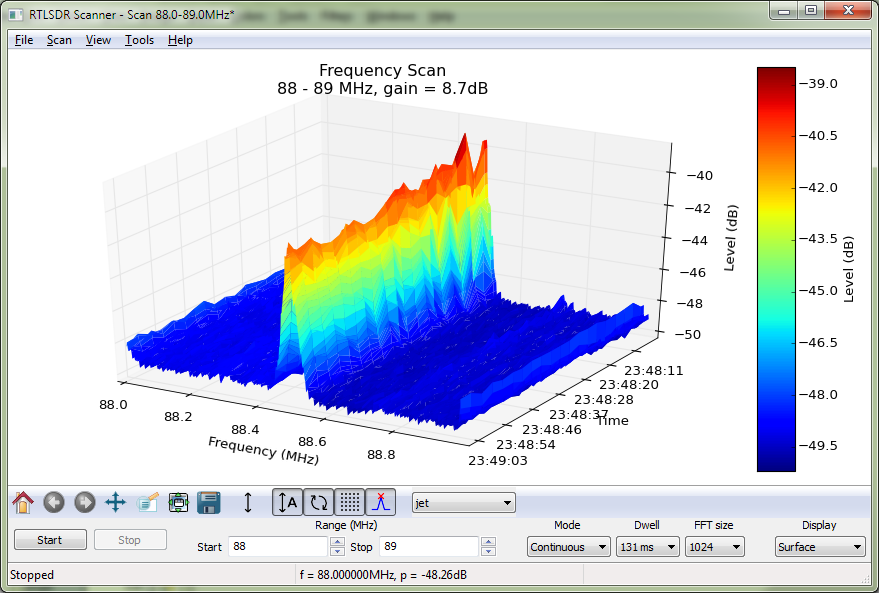 RTLSDR Scanner - Scan 88.0-89.0MHz*
File Scan View Tools Help
Frequency Scan
88 - 89 MHz, gain = 8.7dB
−39.0
−40.5
−42.0
−43.5
−45.0
−46.5
−48.0
−49.5
Level (dB)
−40
−42
−44
−46
−48
−50
Level (dB)
23:48:11
23:48:20
23:48:28
23:48:37
23:48:46
23:48:54
23:49:03
Time
88.0
88.2
88.4
88.6
88.8
Frequency (MHz)
A
jet
Range (MHz)
Mode Dwell FFT size Display
Start Stop Start 88 Stop 89 Continuous 131 ms 1024 Surface
Stopped f = 88.000000MHz, p = -48.26dB